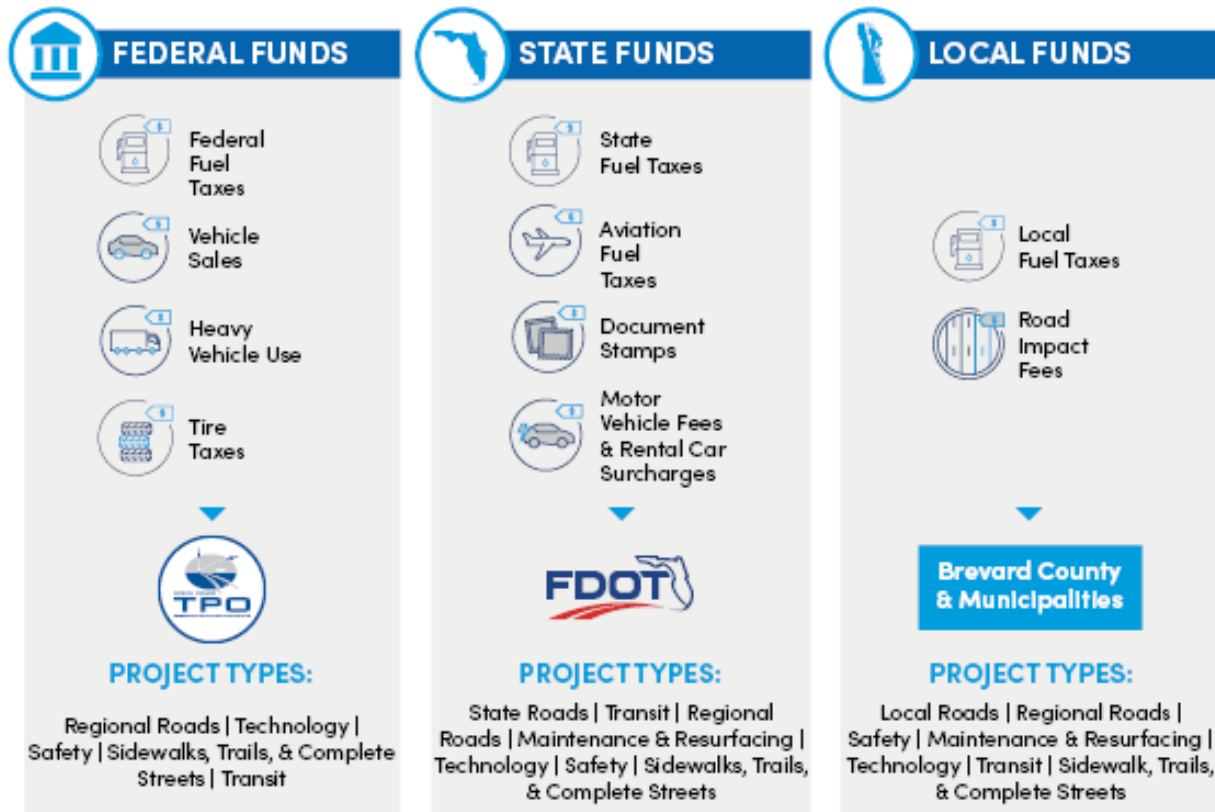 FEDERAL FUNDS
Federal
Fuel
Taxes
Vehicle
Sales
Heavy
Vehicle Use
Tire
Taxes
TPO
PROJECT TYPES:
Regional Roads | Technology |
Safety | Sidewalks, Trails, & Complete
Streets | Transit
STATE FUNDS
State
Fuel Taxes
Aviation
Fuel
Taxes
Document
Stamps
Motor
Vehicle Fees
& Rental Car
Surcharges
FDOT
PROJECT TYPES:
State Roads | Transit | Regional
Roads | Maintenance & Resurfacing |
Technology | Safety | Sidewalks, Trails,
& Complete Streets
LOCAL FUNDS
Local
Fuel Taxes
Road
Impact
Fees
Brevard County
& Municipalities
PROJECT TYPES:
Local Roads | Regional Roads |
Safety | Maintenance & Resurfacing |
Technology | Transit | Sidewalk, Trails,
& Complete Streets